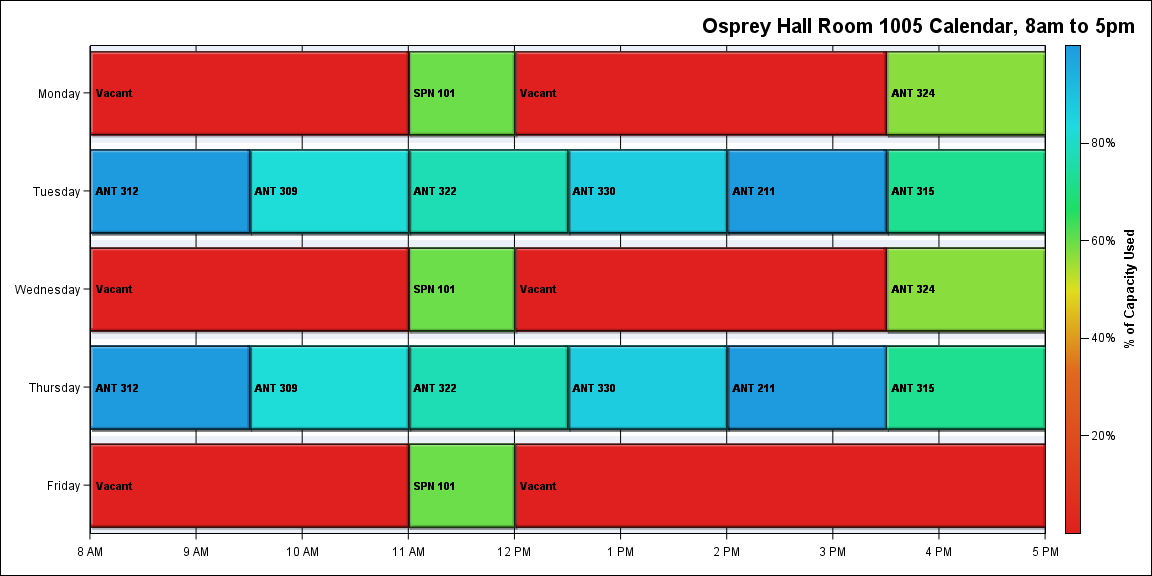 Osprey Hall Room 1005 Calendar, 8am to 5pm
Monday
Vacant
SPN 101
Vacant
ANT 324
Tuesday
ANT 312
ANT 309
ANT 322
ANT 330
ANT 211
ANT 315
Wednesday
Vacant
SPN 101
Vacant
ANT 324
Thursday
ANT 312
ANT 309
ANT 322
ANT 330
ANT 211
ANT 315
Friday
Vacant
SPN 101
Vacant
8 AM
9 AM
10 AM
11 AM
12 PM
1 PM
2 PM
3 PM
4 PM
5 PM
80%
60%
40%
20%
% of Capacity Used